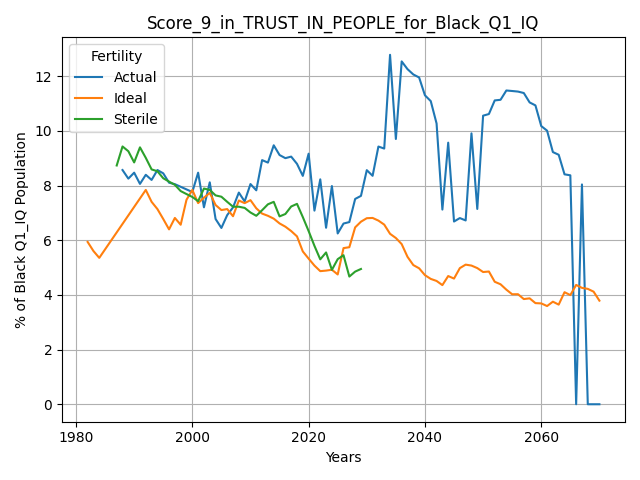 Score_9_in_TRUST_IN_PEOPLE_for_Black_Q1_IQ
Fertility
Actual
Ideal
Sterile
% of Black Q1_IQ Population
12
10
8
6
4
2
0
1980 2000 2020 2040 2060
Years